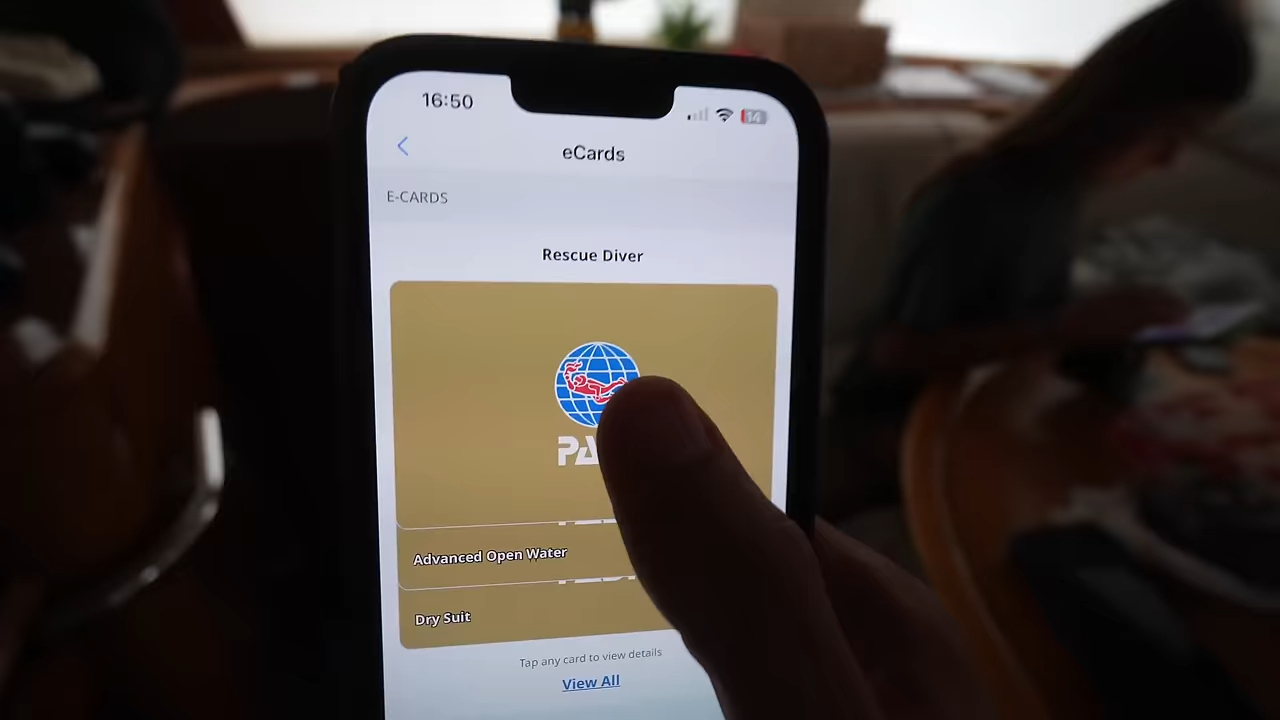 16:50
14
eCards
E-CARDS
Rescue Diver
Advanced Open Water
Dry Suit
Tap any card to view details
View All